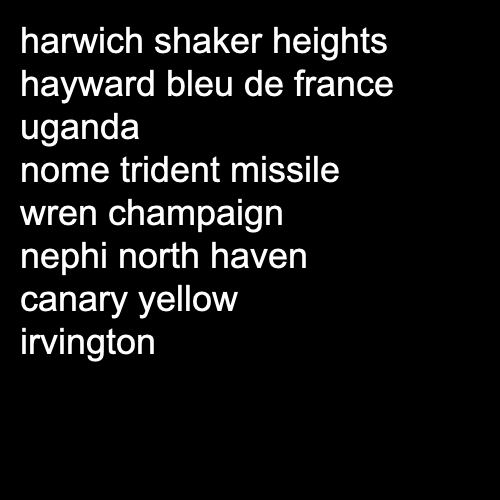 harwich shaker heights
hayward bleu de france
uganda
nome trident missile
wren champaign
nephi north haven
canary yellow
irvington